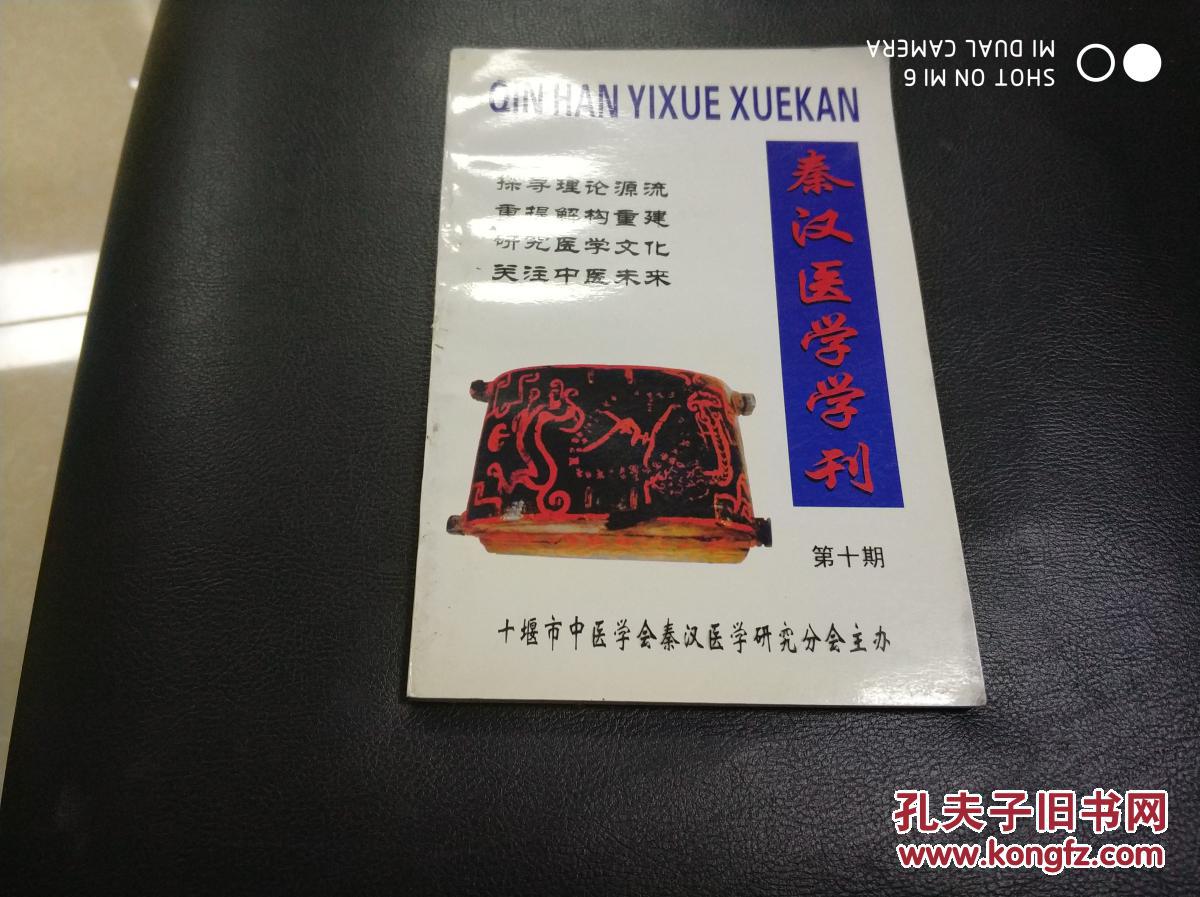 SHOT ON MI 6
MI DUAL CAMERA
QIN HAN YIXUE XUEKAN
秦汉医学学刊
探寻理论源流
重提解构重建
研究医学文化
关注中医未来
第十期
十堰市中医学会秦汉医学研究分会主办
孔夫子旧书网
www.kongfz.com